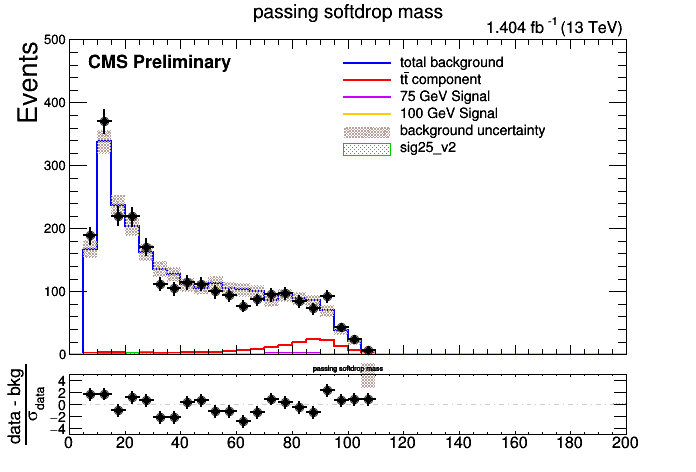 passing softdrop mass
1.404 fb⁻¹ (13 TeV)
CMS Preliminary
Events
total background
tt̄ component
75 GeV Signal
100 GeV Signal
background uncertainty
sig25_v2
500
400
300
200
100
0
passing softdrop mass
data - bkg
σ data
4
2
0
−2
−4
0 20 40 60 80 100 120 140 160 180 200